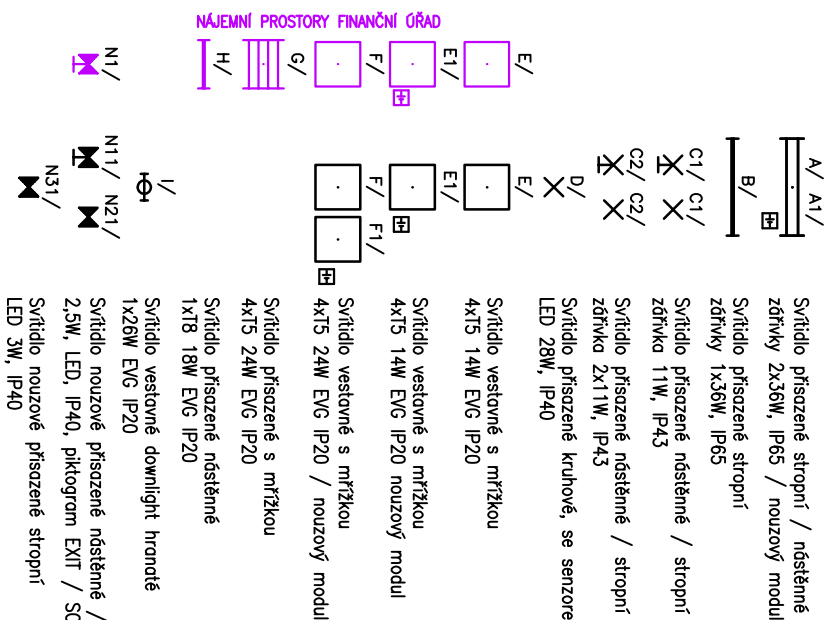 NÁJEMNÍ PROSTORY FINANČNÍ ÚŘAD
A/ A1/
Svítidlo přisazené stropní / nástěnné
zářivky 2x36W, IP65 / nouzový modul
B/
Svítidlo přisazené stropní
zářivky 1x36W, IP65
C1/ C1/
Svítidlo přisazené nástěnné / stropní
zářivka 11W, IP43
C2/ C2/
Svítidlo přisazené nástěnné / stropní
zářivka 2x11W, IP43
D/
Svítidlo přisazené kruhové, se senzore
LED 28W, IP40
E/ E/
Svítidlo vestavné s mřížkou
4xT5 14W EVG IP20
E1/ E1/
Svítidlo vestavné s mřížkou
4xT5 14W EVG IP20 nouzový modul
F/ F/ F1/
Svítidlo vestavné s mřížkou
4xT5 24W EVG IP20 / nouzový modul
G/
Svítidlo přisazené s mřížkou
4xT5 24W EVG IP20
H/
Svítidlo přisazené nástěnné
1xT8 18W EVG IP20
I/
Svítidlo vestavné downlight hranaté
1x26W EVG IP20
N1/ N11/ N21/
Svítidlo nouzové přisazené nástěnné /
2,5W, LED, IP40, piktogram EXIT / SC
N31/
Svítidlo nouzové přisazené stropní
LED 3W, IP40